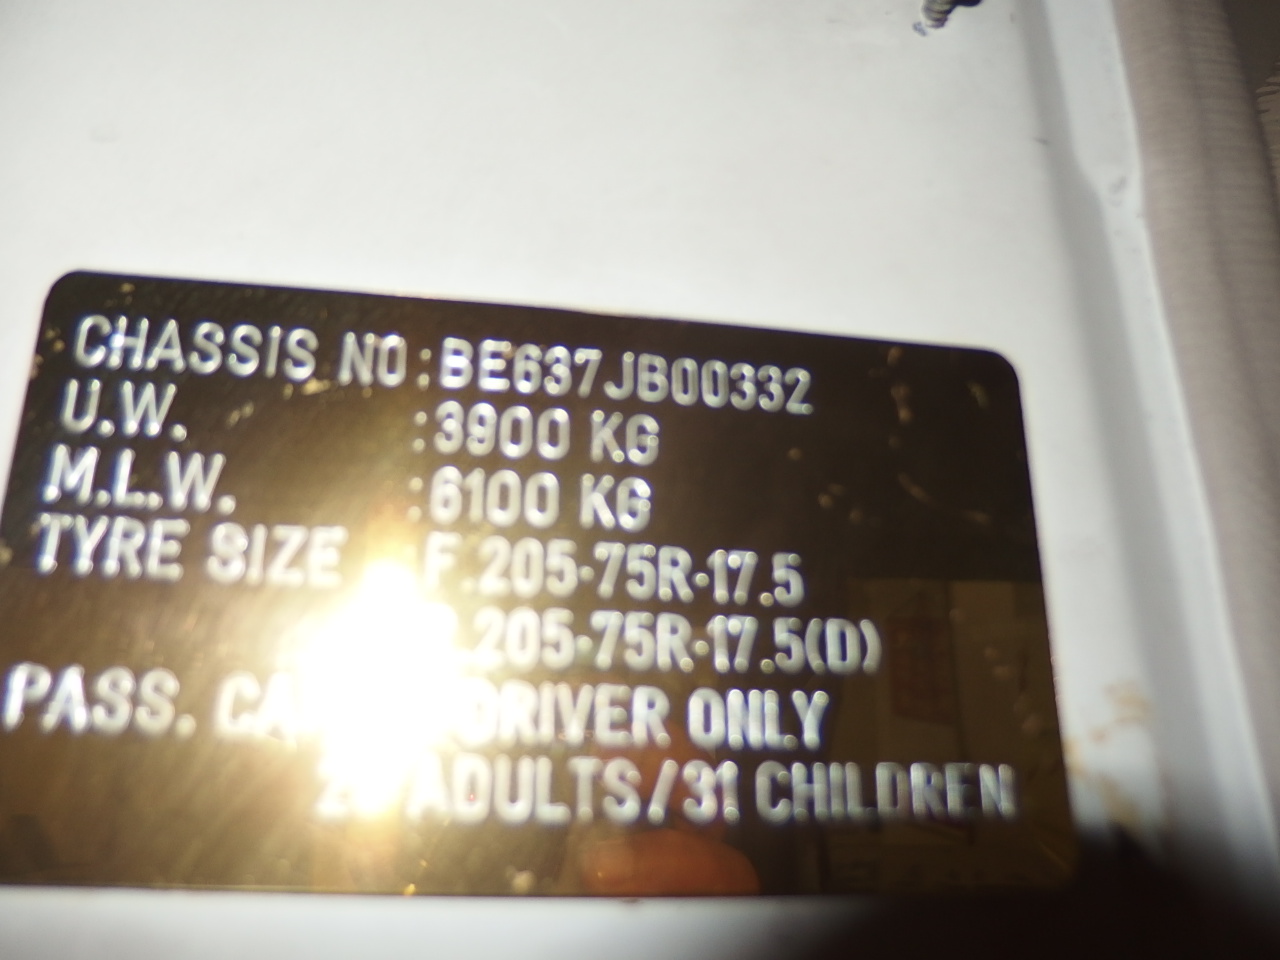 CHASSIS NO : BE637JB00332
U.W. : 3900 KG
M.L.W. : 6100 KG
TYRE SIZE F.205-75R-17.5
.205-75R-17.5(D)
PASS. DRIVER ONLY
ADULTS/31 CHILDREN